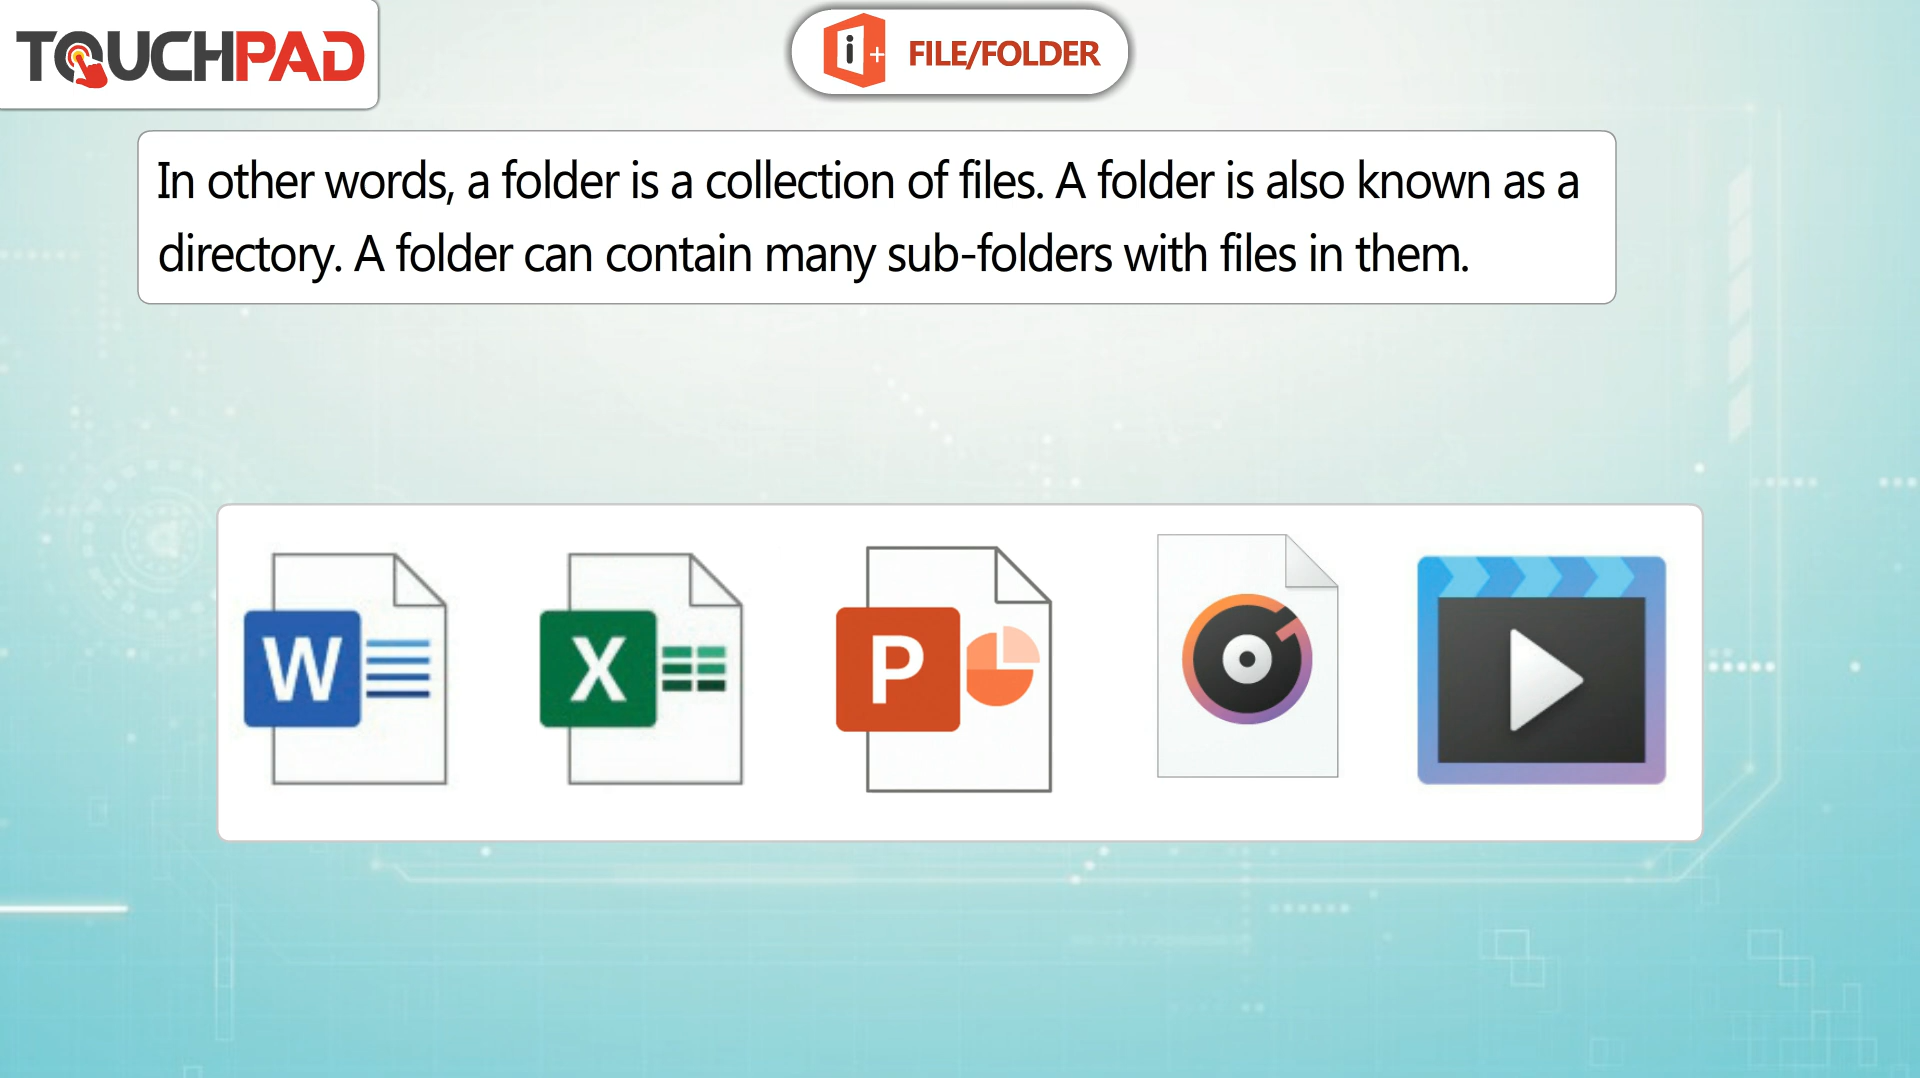 TOUCHPAD
i+ FILE/FOLDER
In other words, a folder is a collection of files. A folder is also known as a
directory. A folder can contain many sub-folders with files in them.
W X P